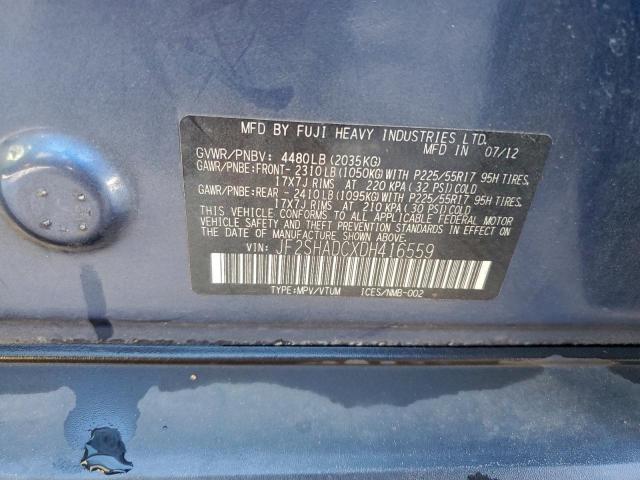 MFD BY FUJI HEAVY INDUSTRIES LTD.
GVWR/PNBV: 4480LB (2035KG) MFD IN 07/12
GAWR/PNBE:FRONT- 2310LB (1050KG) WITH P225/55R17 95H TIRES.
17X7J RIMS AT 220 KPA (32 PSI) COLD
GAWR/PNBE:REAR - 2410LB (1095KG) WITH P225/55R17 95H TIRES.
17X7J RIMS AT 210 KPA (30 PSI) COLD
THIS VEHICLE CONFORMS TO ALL APPLICABLE FEDERAL MOTOR
VEHICLE SAFETY AND THEFT PREVENTION STANDARDS IN
EFFECT ON THE DATE OF MANUFACTURE SHOWN ABOVE.
VIN: JF2SHADCXDH416559
TYPE:MPV/VTUM ICES/NMB-002